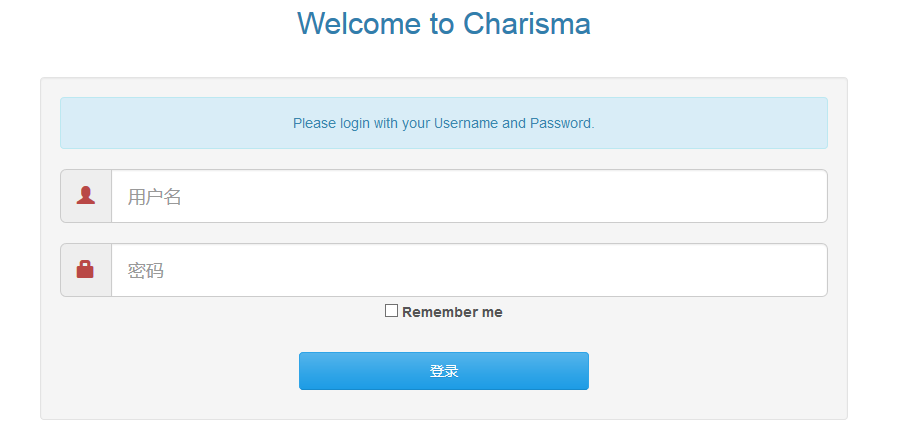 Welcome to Charisma
Please login with your Username and Password.
用户名
密码
Remember me
登录